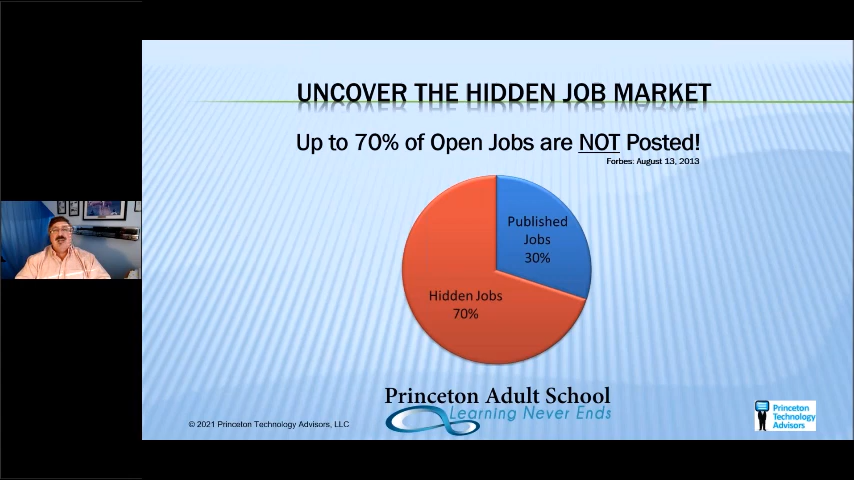 UNCOVER THE HIDDEN JOB MARKET
Up to 70% of Open Jobs are NOT Posted!
Forbes: August 13, 2013
Published
Jobs
30%
Hidden Jobs
70%
Princeton Adult School
Learning Never Ends
© 2021 Princeton Technology Advisors, LLC
Princeton
Technology
Advisors